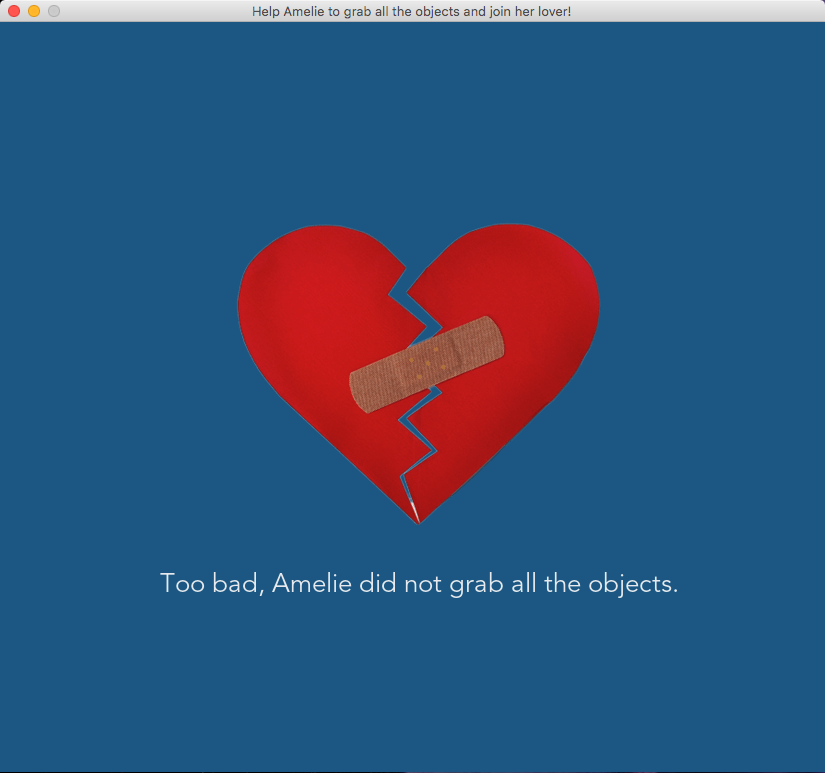 Help Amelie to grab all the objects and join her lover!
Too bad, Amelie did not grab all the objects.